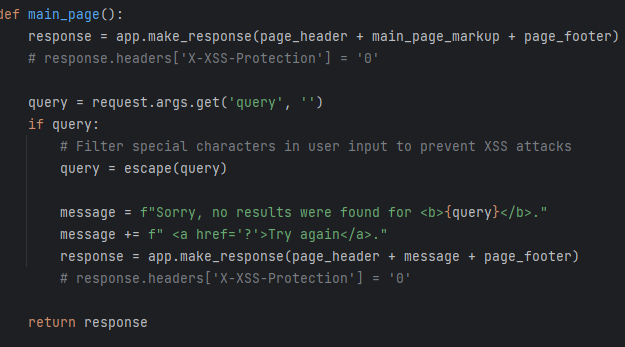 def main_page():
    response = app.make_response(page_header + main_page_markup + page_footer)
    # response.headers['X-XSS-Protection'] = '0'

    query = request.args.get('query', '')
    if query:
        # Filter special characters in user input to prevent XSS attacks
        query = escape(query)

        message = f"Sorry, no results were found for <b>{query}</b>."
        message += f" <a href='?'>Try again</a>."
        response = app.make_response(page_header + message + page_footer)
        # response.headers['X-XSS-Protection'] = '0'

    return response